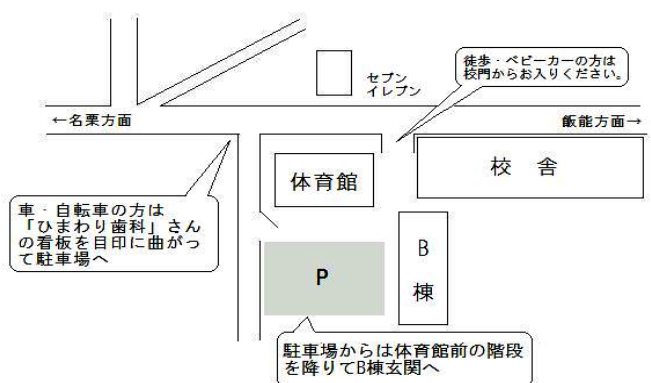 セブン
イレブン
徒歩・ベビーカーの方は
校門からお入りください。
←名栗方面
飯能方面→
体育館
校 舎
車・自転車の方は
「ひまわり歯科」さん
の看板を目印に曲がっ
て駐車場へ
P
B
棟
駐車場からは体育館前の階段
を降りてB棟玄関へ